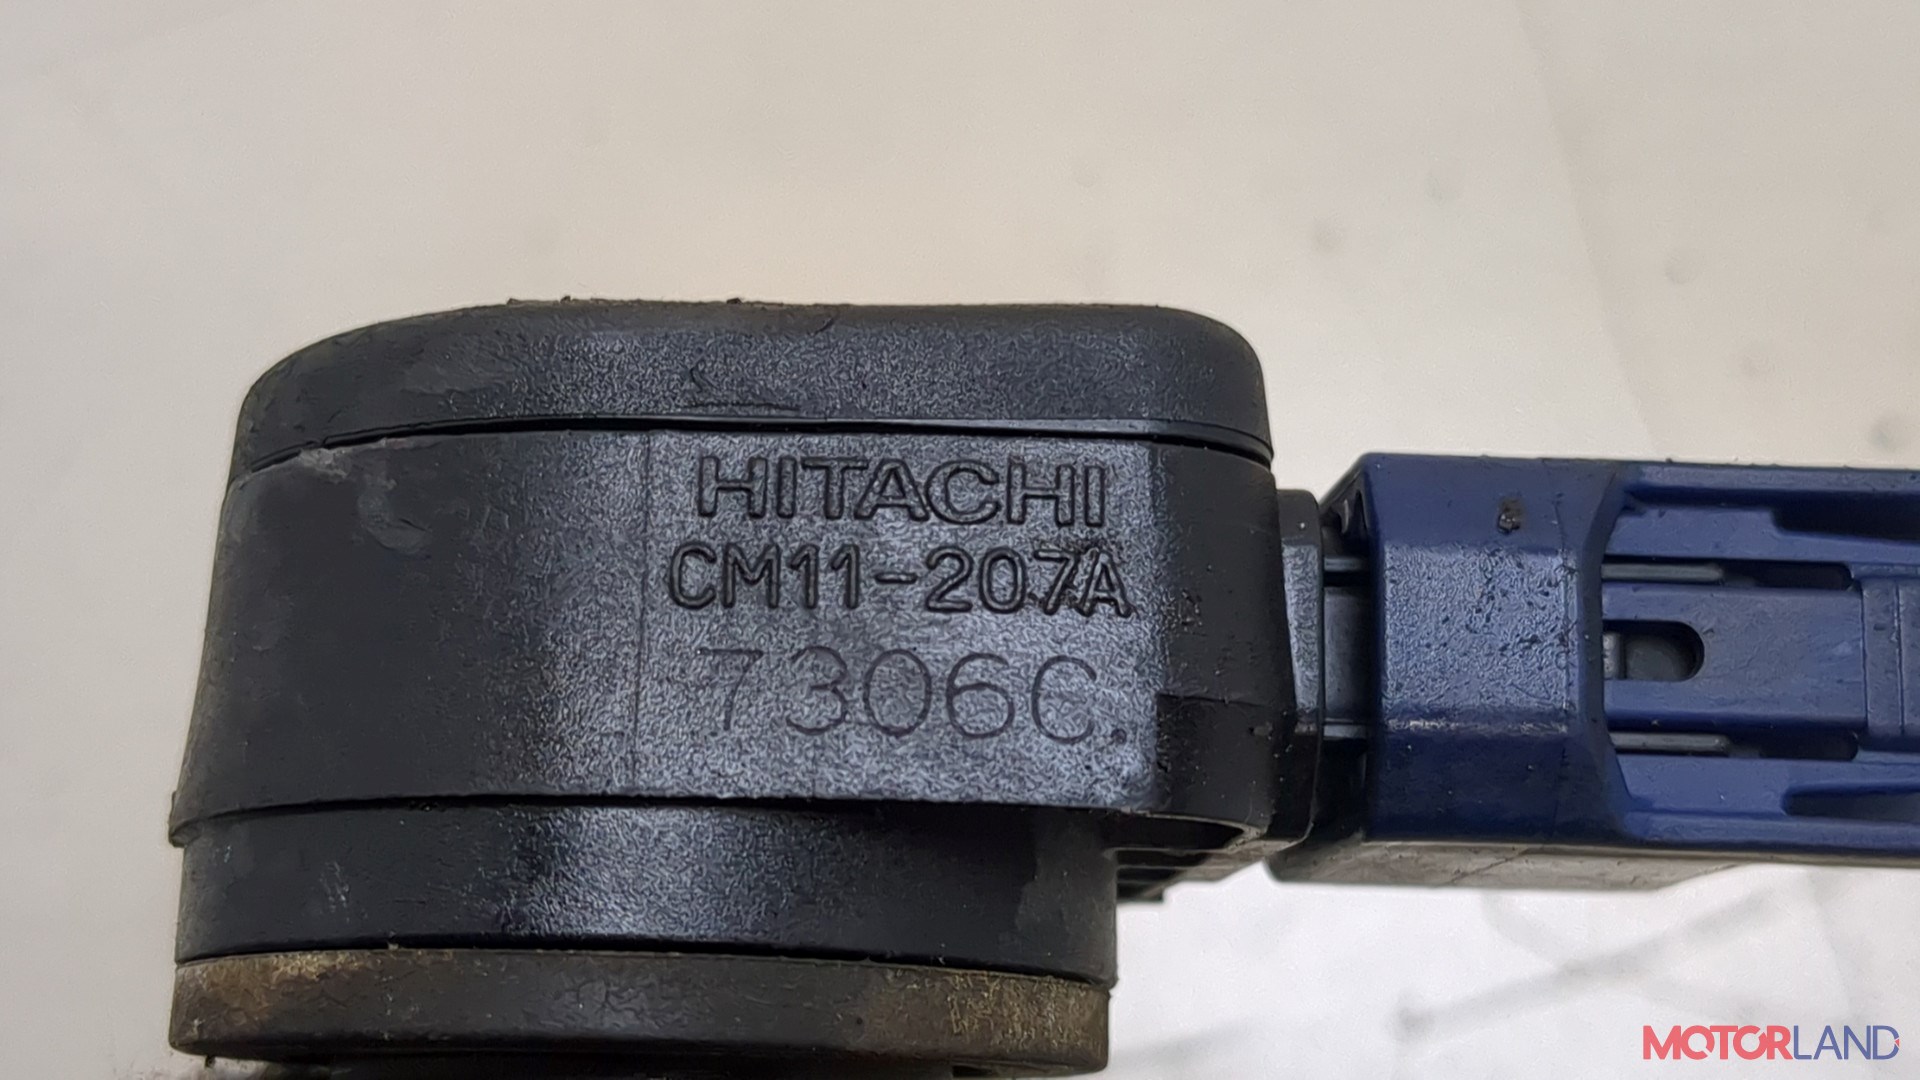 HITACHI
CM11-207A
7306C.
MOTORLAND